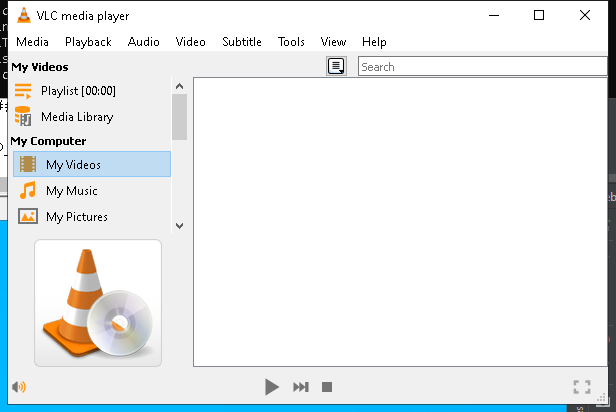 VLC media player
Media Playback Audio Video Subtitle Tools View Help
My Videos
Search
Playlist [00:00]
Media Library
My Computer
My Videos
My Music
My Pictures